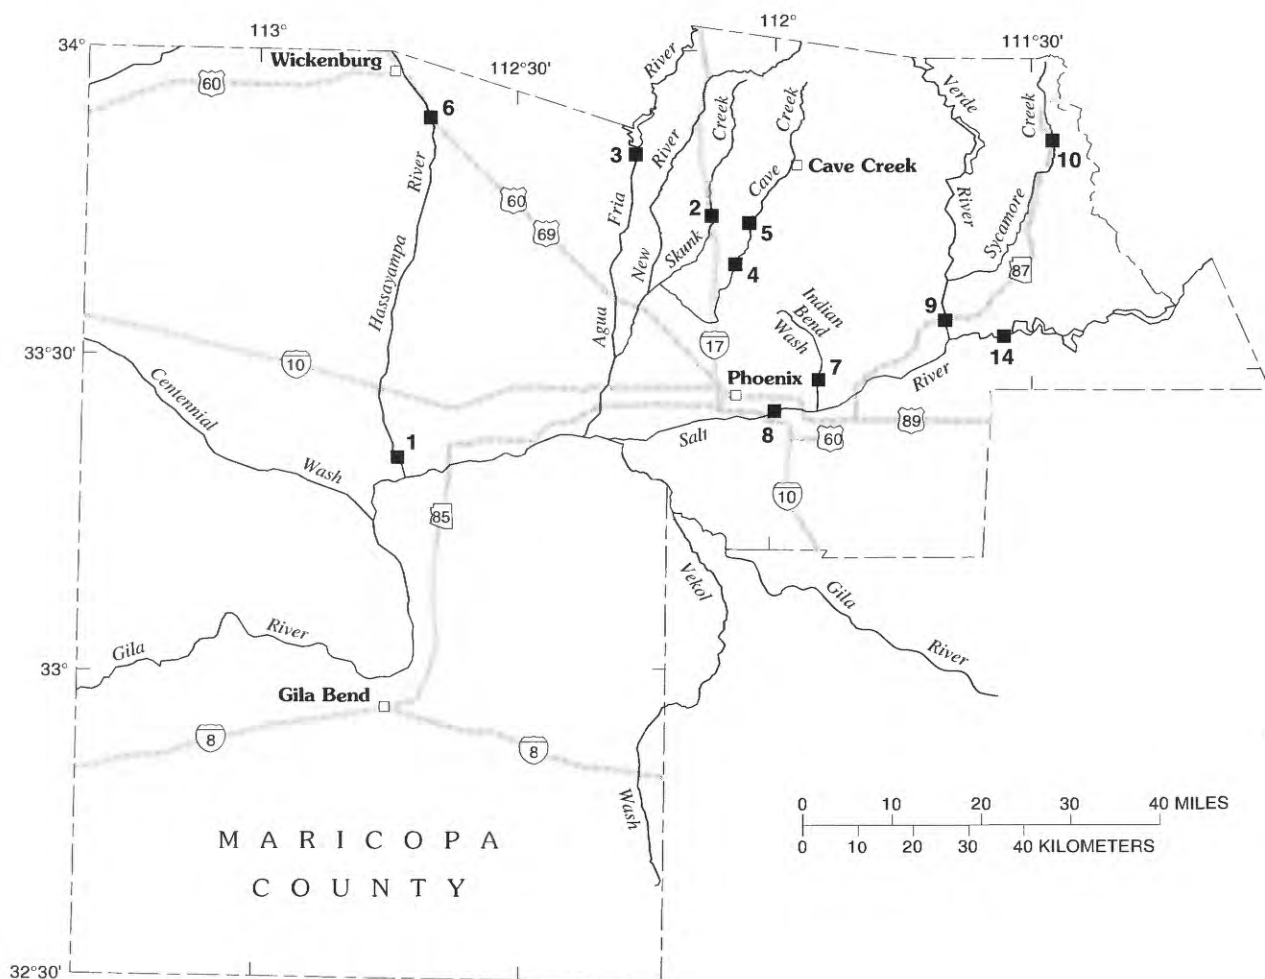 113°
112°
111°30'
34°
Wickenburg
112°30'
60
River
Verde
Creek
6
Creek
Creek
3
River
10
River
60
Cave Creek
Cave
Fria
2
5
69
River
Sycamore
Skunk
New
4
87
Hassayampa
Indian
Bend
Wash
9
Agua
17
14
33°30'
10
Phoenix
7
River
Centennial
8
Salt
60
89
Wash
1
10
85
Vekol
Gila
River
Gila
River
33°
Gila Bend
8
8
Wash
0 10 20 30 40 MILES
0 10 20 30 40 KILOMETERS
MARICOPA
COUNTY
32°30'